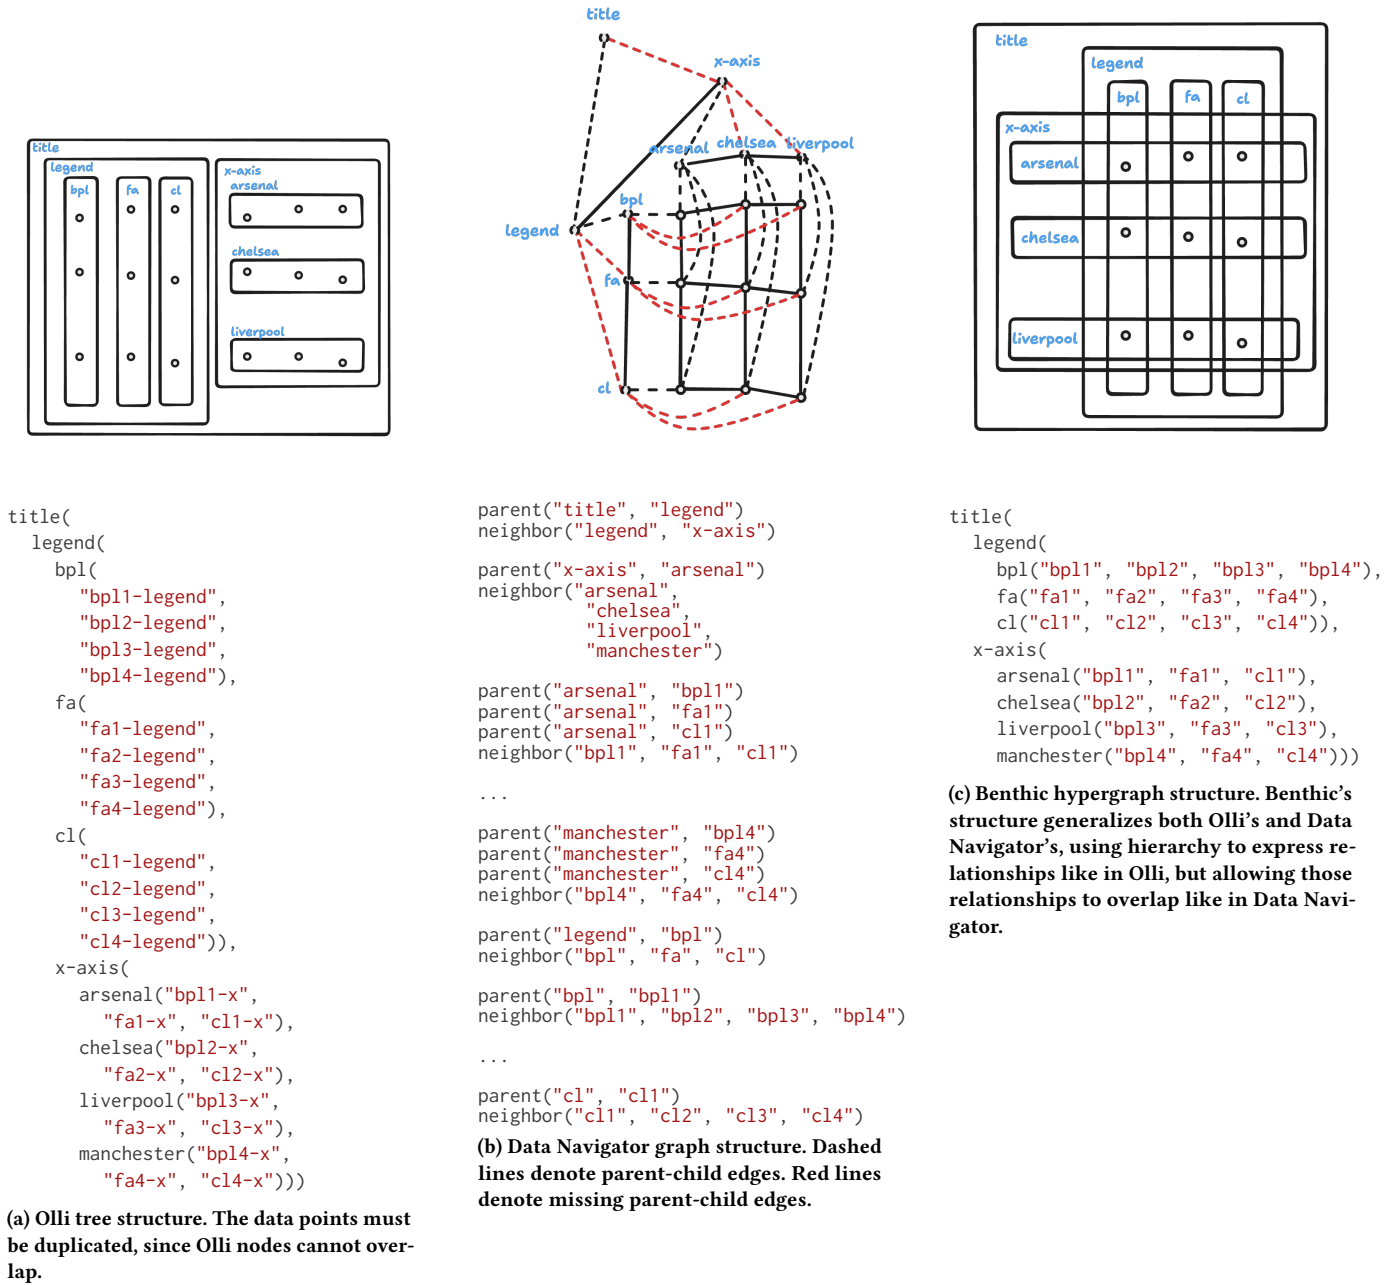 title
legend
bpl
fa
cl
x-axis
arsenal
chelsea
liverpool
title
x-axis
arsenal
chelsea
liverpool
bpl
legend
fa
cl
title
legend
bpl
fa
cl
x-axis
arsenal
chelsea
liverpool
title(
legend(
bpl(
"bpl1-legend",
"bpl2-legend",
"bpl3-legend",
"bpl4-legend"),
fa(
"fa1-legend",
"fa2-legend",
"fa3-legend",
"fa4-legend"),
cl(
"cl1-legend",
"cl2-legend",
"cl3-legend",
"cl4-legend")),
x-axis(
arsenal("bpl1-x",
"fa1-x", "cl1-x"),
chelsea("bpl2-x",
"fa2-x", "cl2-x"),
liverpool("bpl3-x",
"fa3-x", "cl3-x"),
manchester("bpl4-x",
"fa4-x", "cl4-x")))
(a) Olli tree structure. The data points must
be duplicated, since Olli nodes cannot over-
lap.
parent("title", "legend")
neighbor("legend", "x-axis")
parent("x-axis", "arsenal")
neighbor("arsenal",
"chelsea",
"liverpool",
"manchester")
parent("arsenal", "bpl1")
parent("arsenal", "fa1")
parent("arsenal", "cl1")
neighbor("bpl1", "fa1", "cl1")
...
parent("manchester", "bpl4")
parent("manchester", "fa4")
parent("manchester", "cl4")
neighbor("bpl4", "fa4", "cl4")
parent("legend", "bpl")
neighbor("bpl", "fa", "cl")
parent("bpl", "bpl1")
neighbor("bpl1", "bpl2", "bpl3", "bpl4")
...
parent("cl", "cl1")
neighbor("cl1", "cl2", "cl3", "cl4")
(b) Data Navigator graph structure. Dashed
lines denote parent-child edges. Red lines
denote missing parent-child edges.
title(
legend(
bpl("bpl1", "bpl2", "bpl3", "bpl4"),
fa("fa1", "fa2", "fa3", "fa4"),
cl("cl1", "cl2", "cl3", "cl4")),
x-axis(
arsenal("bpl1", "fa1", "cl1"),
chelsea("bpl2", "fa2", "cl2"),
liverpool("bpl3", "fa3", "cl3"),
manchester("bpl4", "fa4", "cl4")))
(c) Benthic hypergraph structure. Benthic's
structure generalizes both Olli's and Data
Navigator's, using hierarchy to express re-
lationships like in Olli, but allowing those
relationships to overlap like in Data Navi-
gator.